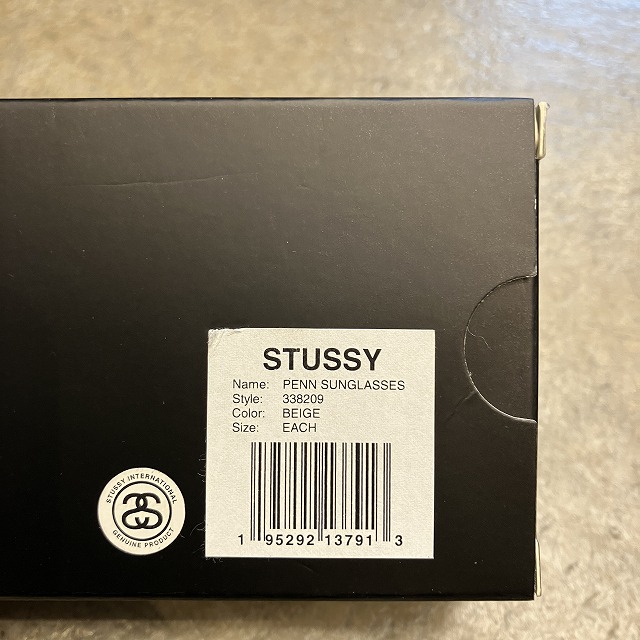 STUSSY
Name: PENN SUNGLASSES
Style: 338209
Color: BEIGE
Size: EACH
1 95292 13791 3
STUSSY INTERNATIONAL
GENUINE PRODUCT